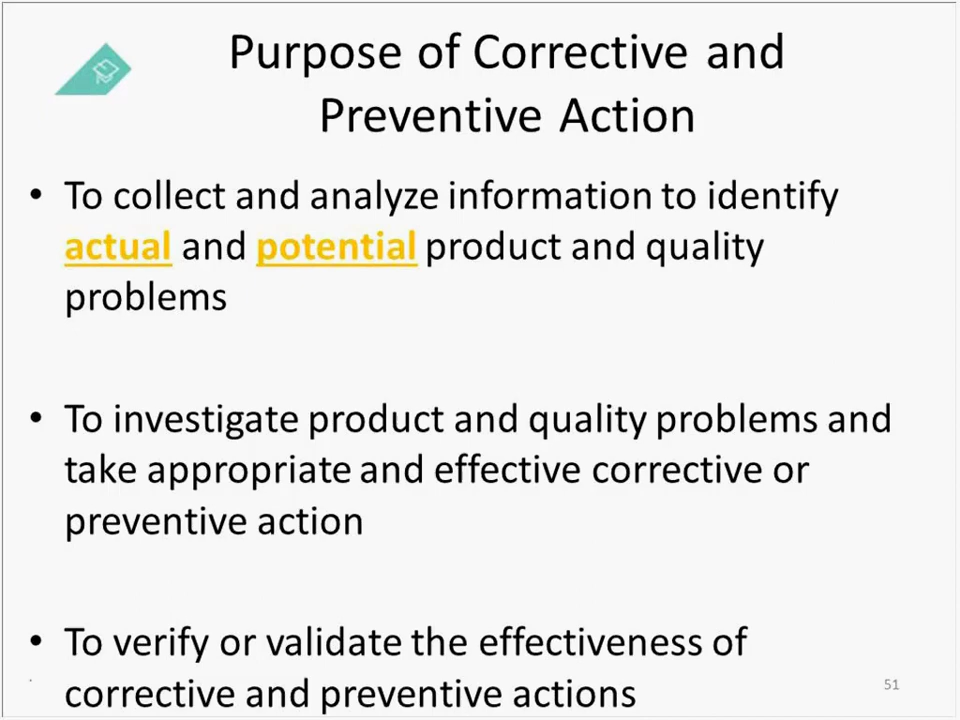 Purpose of Corrective and
Preventive Action
• To collect and analyze information to identify
actual and potential product and quality
problems
• To investigate product and quality problems and
take appropriate and effective corrective or
preventive action
• To verify or validate the effectiveness of
corrective and preventive actions
51